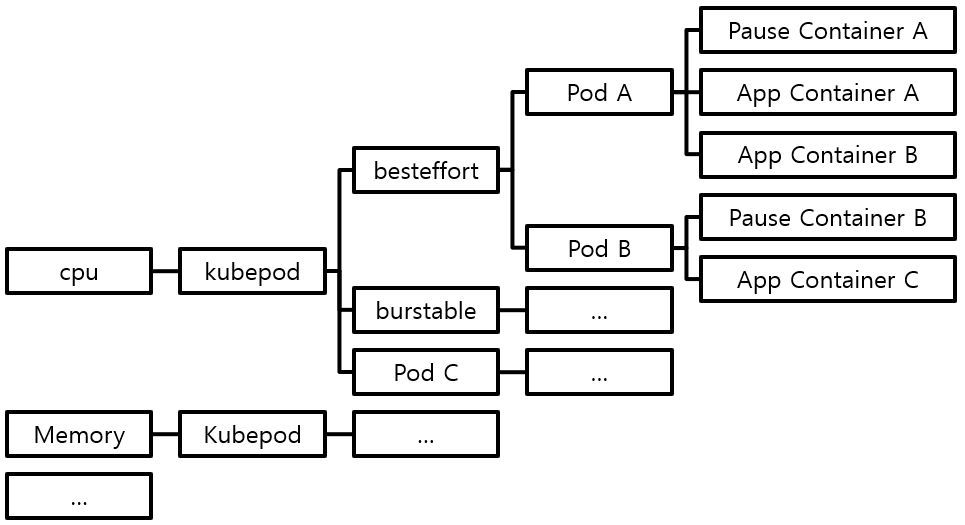 Pause Container A
Pod A
App Container A
App Container B
besteffort
Pause Container B
Pod B
cpu
kubepod
App Container C
burstable
...
Pod C
...
Memory
Kubepod
...
...